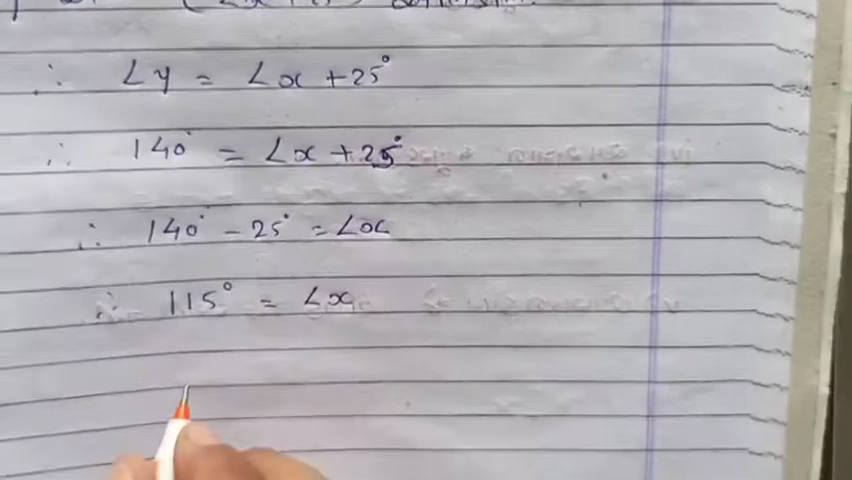 ∴ ∠y = ∠x + 25°
∴ 140° = ∠x + 25°
∴ 140° - 25° = ∠x
∴ 115° = ∠x